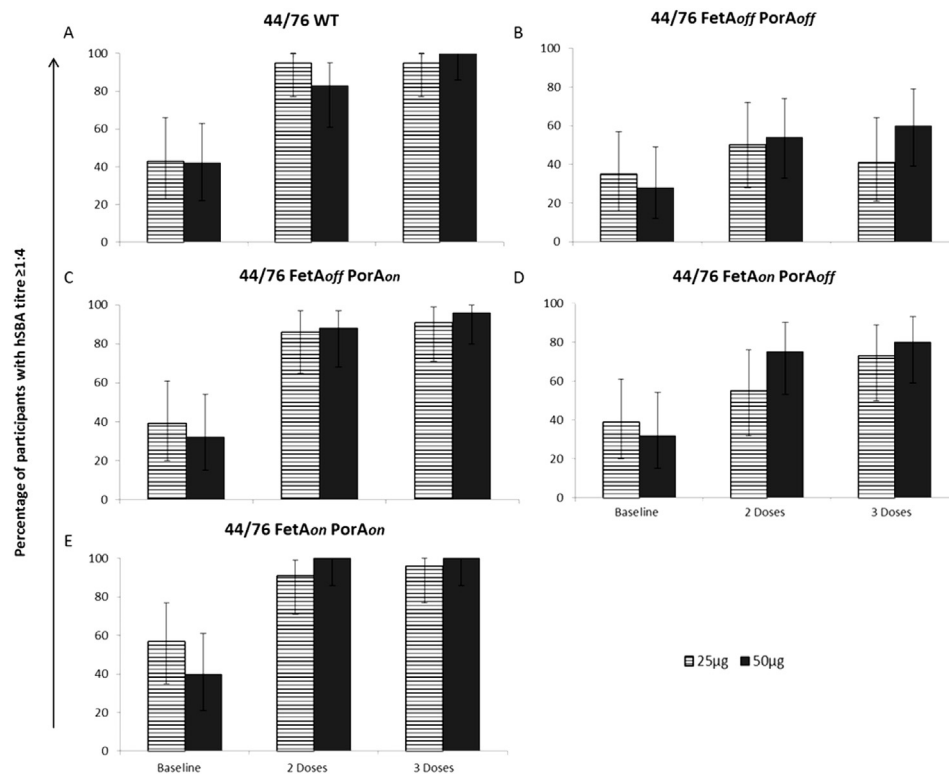 Percentage of participants with hSBA titre ≥1:4
A
44/76 WT
100
80
60
40
20
0
B
44/76 FetAoff PorAoff
100
80
60
40
20
0
C
44/76 FetAoff PorAon
100
80
60
40
20
0
D
44/76 FetAon PorAoff
100
80
60
40
20
0
Baseline 2 Doses 3 Doses
E
44/76 FetAon PorAon
100
80
60
40
20
0
Baseline 2 Doses 3 Doses
25µg 50µg